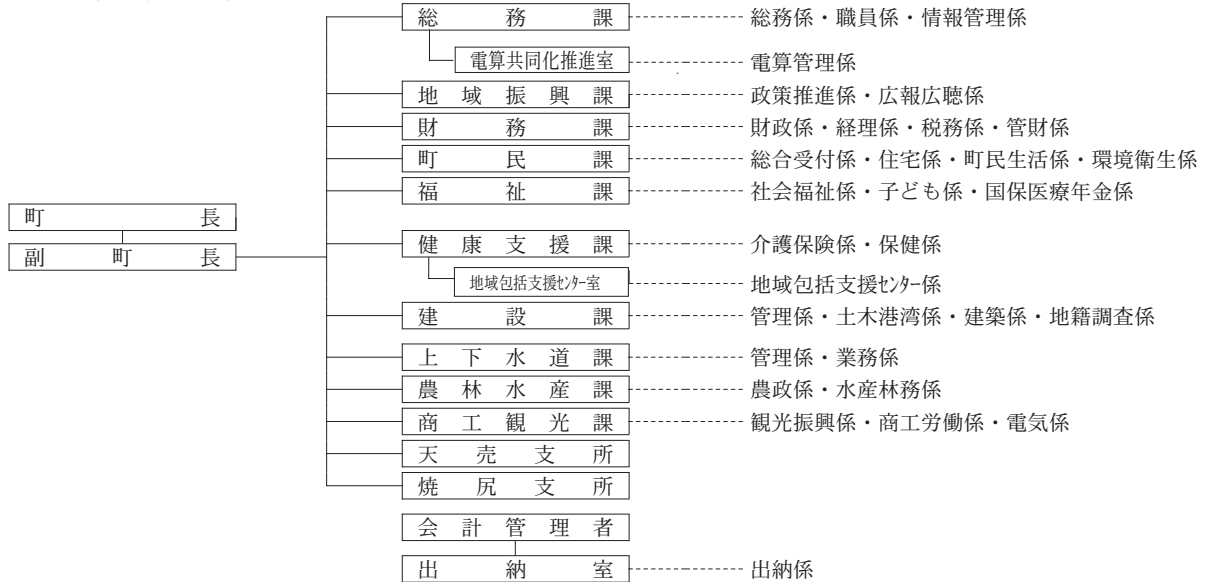 総務課 総務係・職員係・情報管理係
電算共同化推進室 電算管理係
地域振興課 政策推進係・広報広聴係
財務課 財政係・経理係・税務係・管財係
町民課 総合受付係・住宅係・町民生活係・環境衛生係
福祉課 社会福祉係・子ども係・国保医療年金係
町長
副町長
健康支援課 介護保険係・保健係
地域包括支援ｾﾝﾀｰ室 地域包括支援ｾﾝﾀｰ係
建設課 管理係・土木港湾係・建築係・地籍調査係
上下水道課 管理係・業務係
農林水産課 農政係・水産林務係
商工観光課 観光振興係・商工労働係・電気係
天売支所
焼尻支所
会計管理者
出納室 出納係